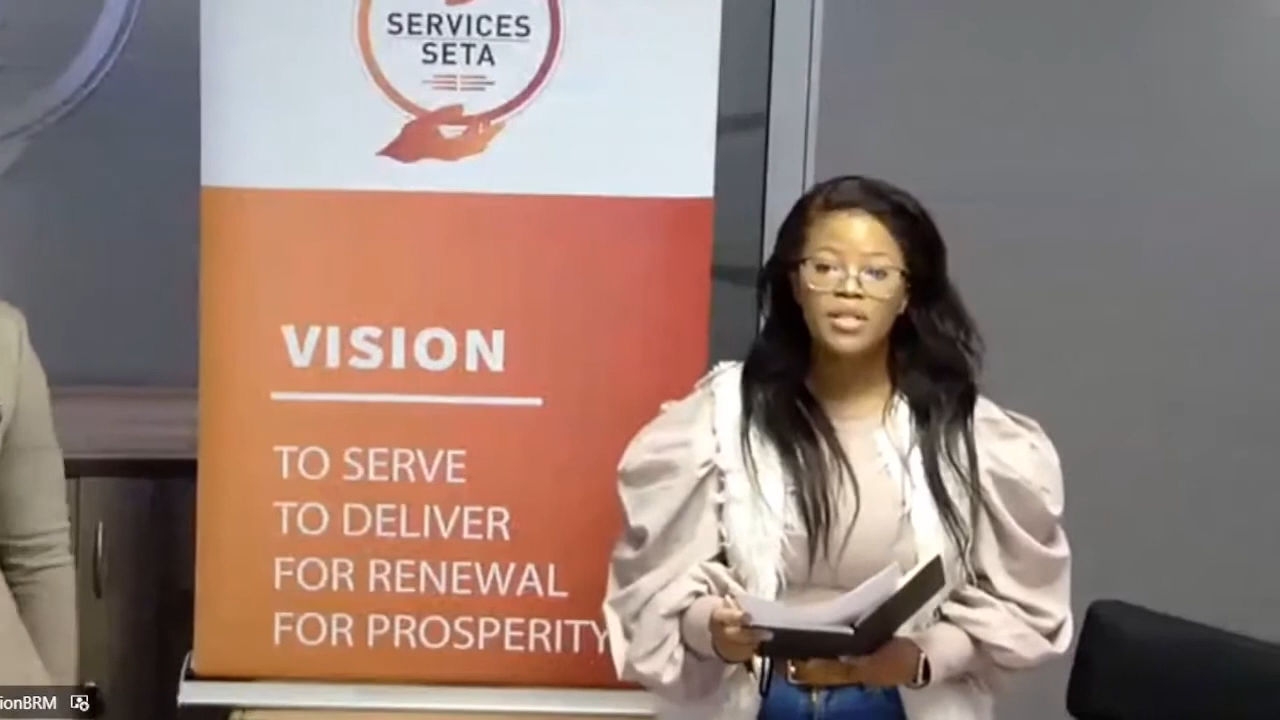 SERVICES
SETA
VISION
TO SERVE
TO DELIVER
FOR RENEWAL
FOR PROSPERITY
ionBRM